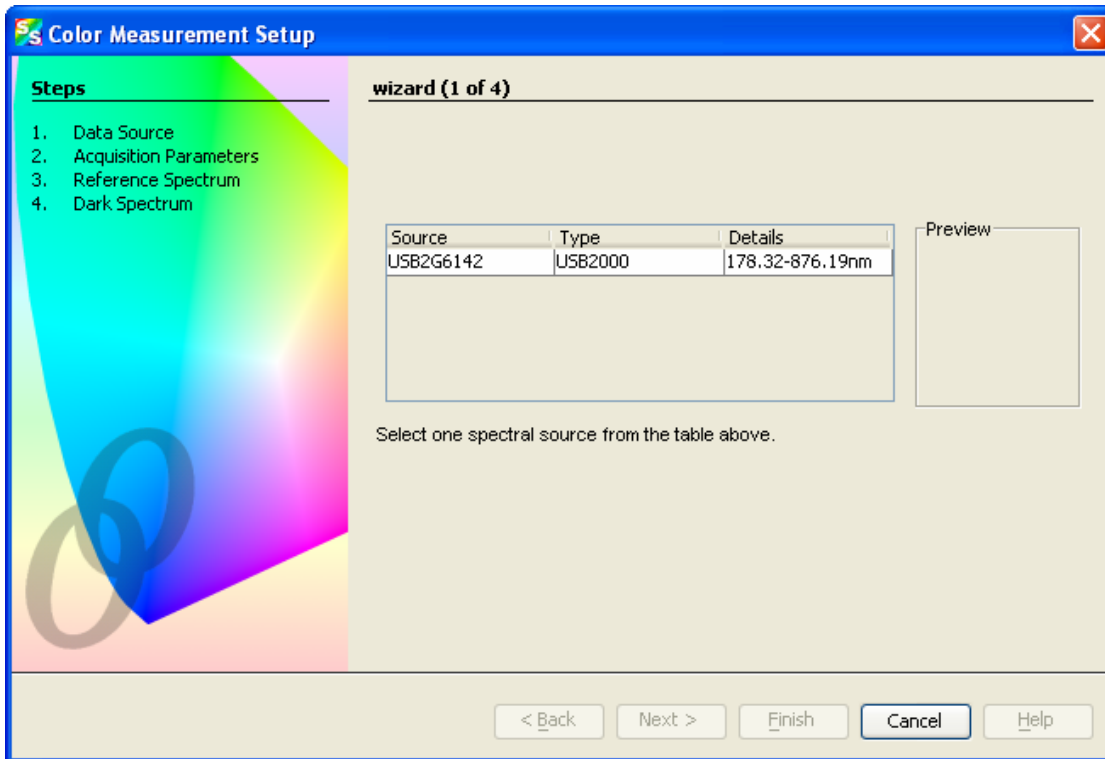 SS Color Measurement Setup
Steps
1. Data Source
2. Acquisition Parameters
3. Reference Spectrum
4. Dark Spectrum
wizard (1 of 4)
Source Type Details
USB2G6142 USB2000 178.32-876.19nm
Preview
Select one spectral source from the table above.
< Back Next > Finish Cancel Help